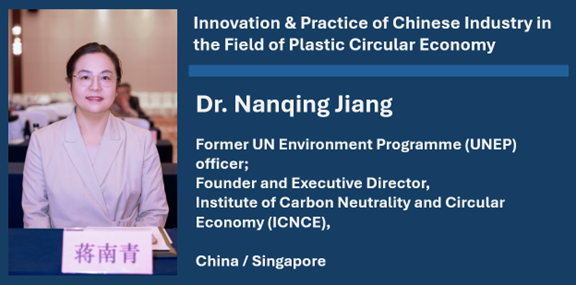 Innovation & Practice of Chinese Industry in
the Field of Plastic Circular Economy
Dr. Nanqing Jiang
Former UN Environment Programme (UNEP)
officer;
Founder and Executive Director,
Institute of Carbon Neutrality and Circular
Economy (ICNCE),
China / Singapore
蒋南青